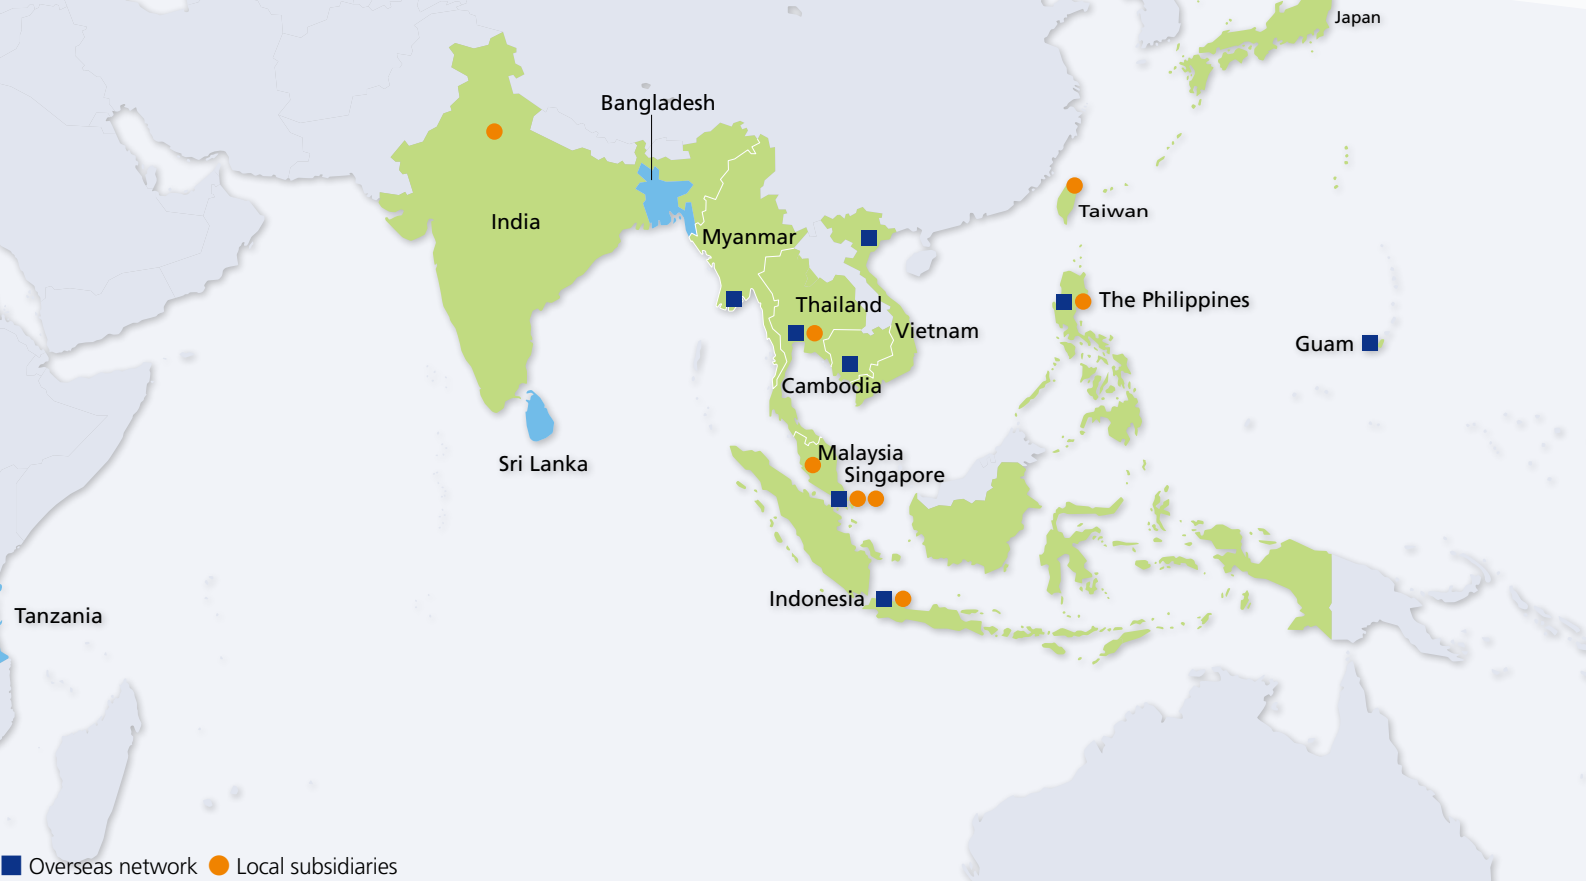 Japan
Bangladesh
Taiwan
India
Myanmar
Thailand
The Philippines
Vietnam
Guam
Cambodia
Malaysia
Sri Lanka
Singapore
Indonesia
Tanzania
Overseas network Local subsidiaries